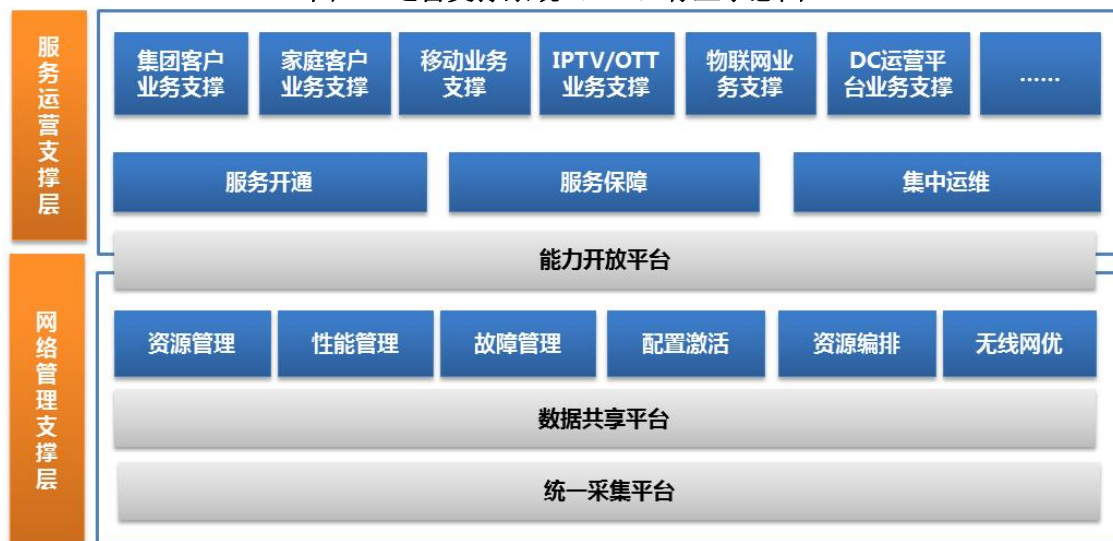 服务运营支撑层
集团客户
业务支撑
家庭客户
业务支撑
移动业务
支撑
IPTV/OTT
业务支撑
物联网业
务支撑
DC运营平
台业务支撑
......
服务开通
服务保障
集中运维
能力开放平台
网络管理支撑层
资源管理
性能管理
故障管理
配置激活
资源编排
无线网优
数据共享平台
统一采集平台